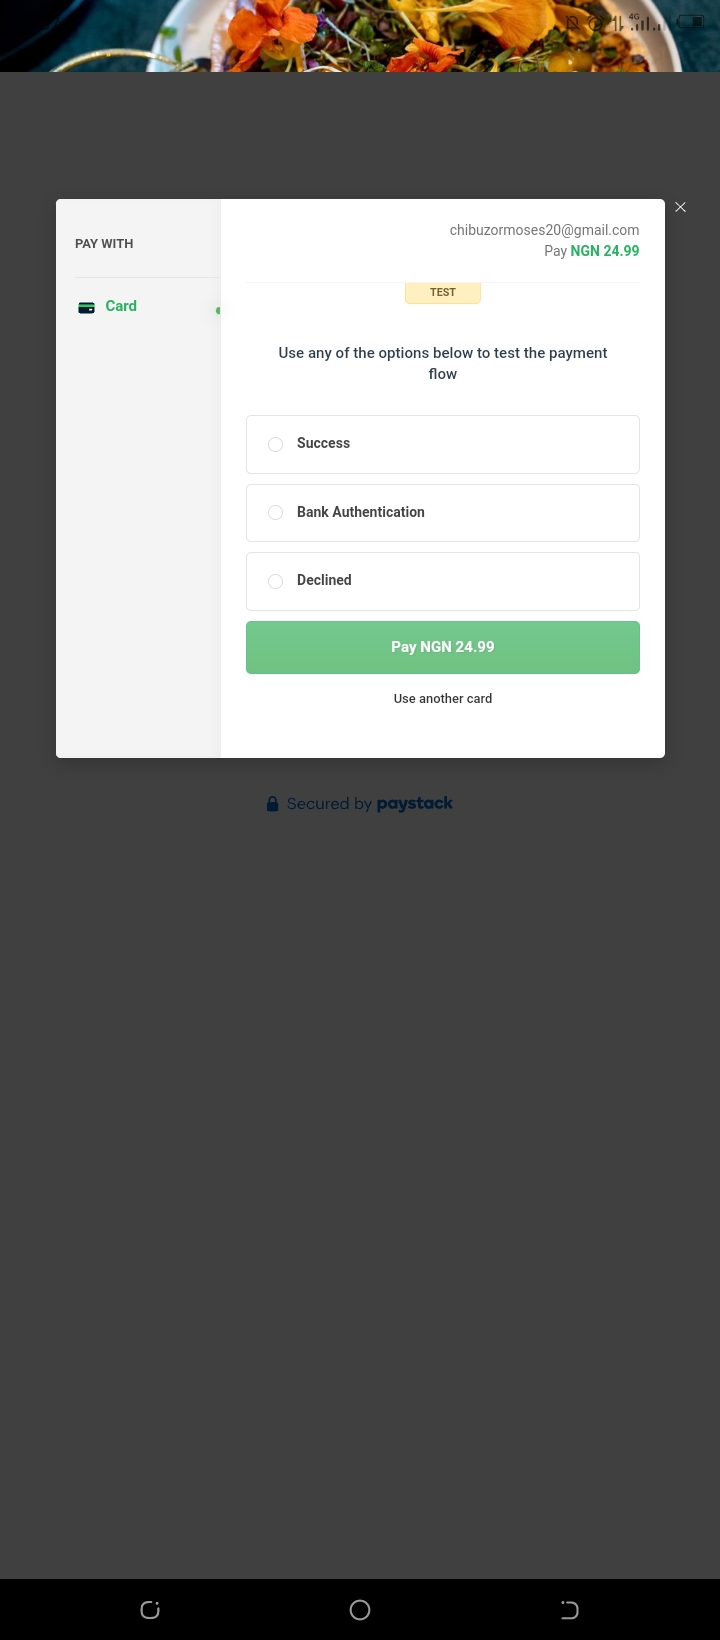 4G
PAY WITH
Card
chibuzormoses20@gmail.com
Pay NGN 24.99
TEST
Use any of the options below to test the payment
flow
Success
Bank Authentication
Declined
Pay NGN 24.99
Use another card
Secured by paystack